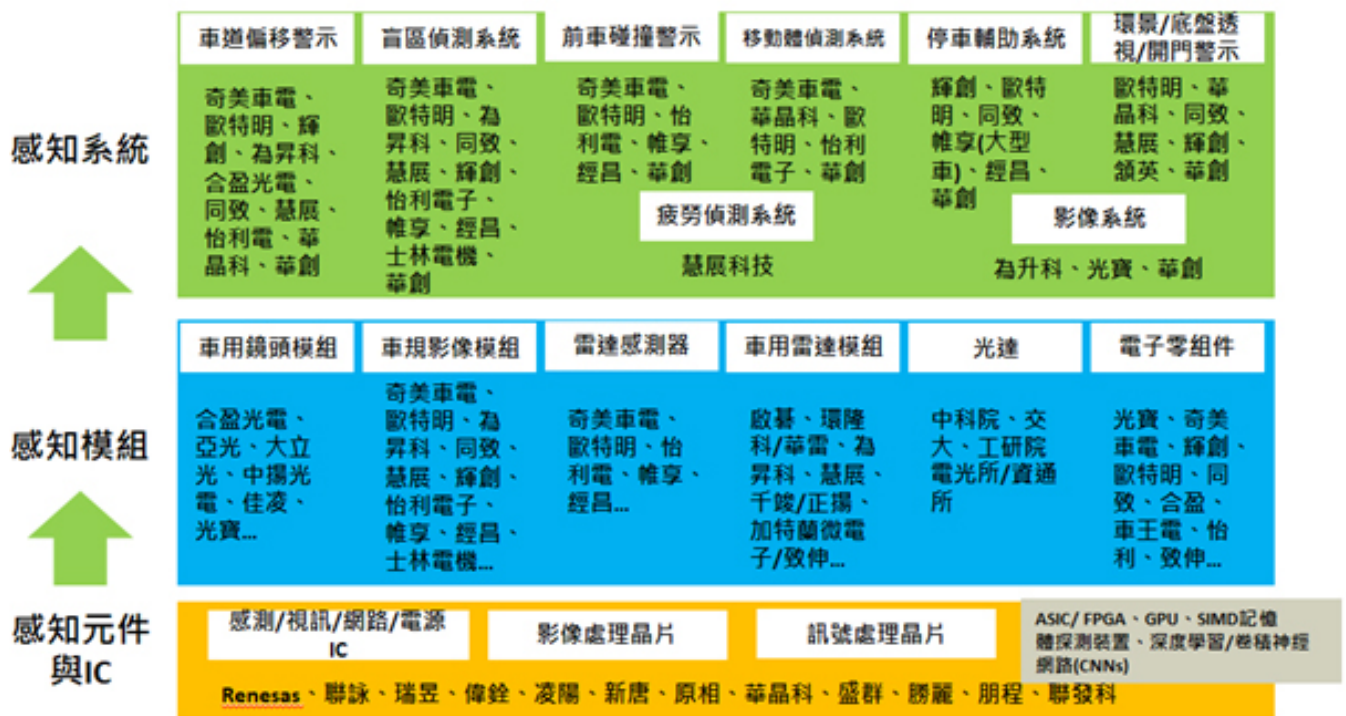 感知系統
車道偏移警示
奇美車電、
歐特明、輝
創、為昇科、
合盈光電、
同致、慧展、
怡利電、華
晶科、華創
盲區偵測系統
奇美車電、
歐特明、為
昇科、同致、
慧展、輝創、
怡利電子、
帷享、經昌、
士林電機、
華創
前車碰撞警示
奇美車電、
歐特明、怡
利電、帷享、
經昌、華創
移動體偵測系統
奇美車電、
華晶科、歐
特明、怡利
電子、華創
停車輔助系統
輝創、歐特
明、同致、
帷享(大型
車)、經昌、
華創
環景/底盤透
視/開門警示
歐特明、華
晶科、同致、
慧展、輝創、
頷英、華創
疲勞偵測系統
慧展科技
影像系統
為升科、光寶、華創
感知模組
車用鏡頭模組
合盈光電、
亞光、大立
光、中揚光
電、佳凌、
光寶...
車規影像模組
奇美車電、
歐特明、為
昇科、同致、
慧展、輝創、
怡利電子、
帷享、經昌、
士林電機...
雷達感測器
奇美車電、
歐特明、怡
利電、帷享、
經昌...
車用雷達模組
啟碁、環隆
科/華雷、為
昇科、慧展、
千竣/正揚、
加特蘭微電
子/致伸...
光達
中科院、交
大、工研院
電光所/資通
所
電子零組件
光寶、奇美
車電、輝創、
歐特明、同
致、合盈、
車王電、怡
利、致伸...
感知元件
與IC
感測/視訊/網路/電源
IC
影像處理晶片
訊號處理晶片
ASIC/ FPGA、GPU、SIMD記憶
體探測裝置、深度學習/卷積神經
網路(CNNs)
Renesas、聯詠、瑞昱、偉銓、凌陽、新唐、原相、華晶科、盛群、勝麗、朋程、聯發科